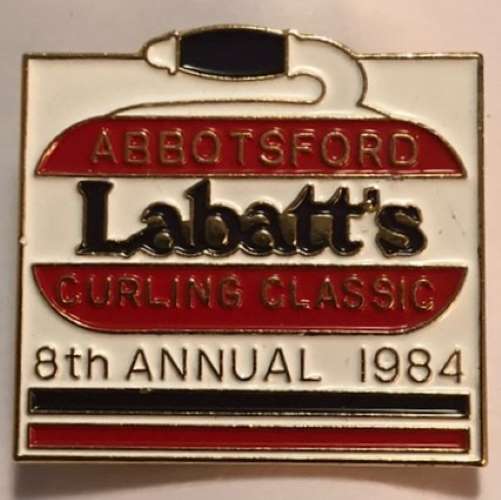 ABBOTSFORD
Labatt's
CURLING CLASSIC
8th ANNUAL 1984